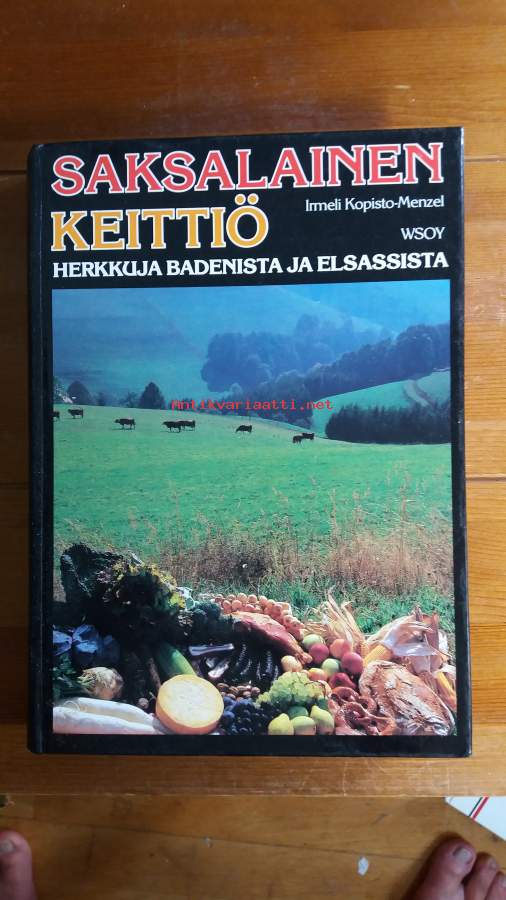 SAKSALAINEN
KEITTIÖ
Irmeli Kopisto-Menzel
WSOY
HERKKUJA BADENISTA JA ELSASSISTA
Antikvariaatti.net